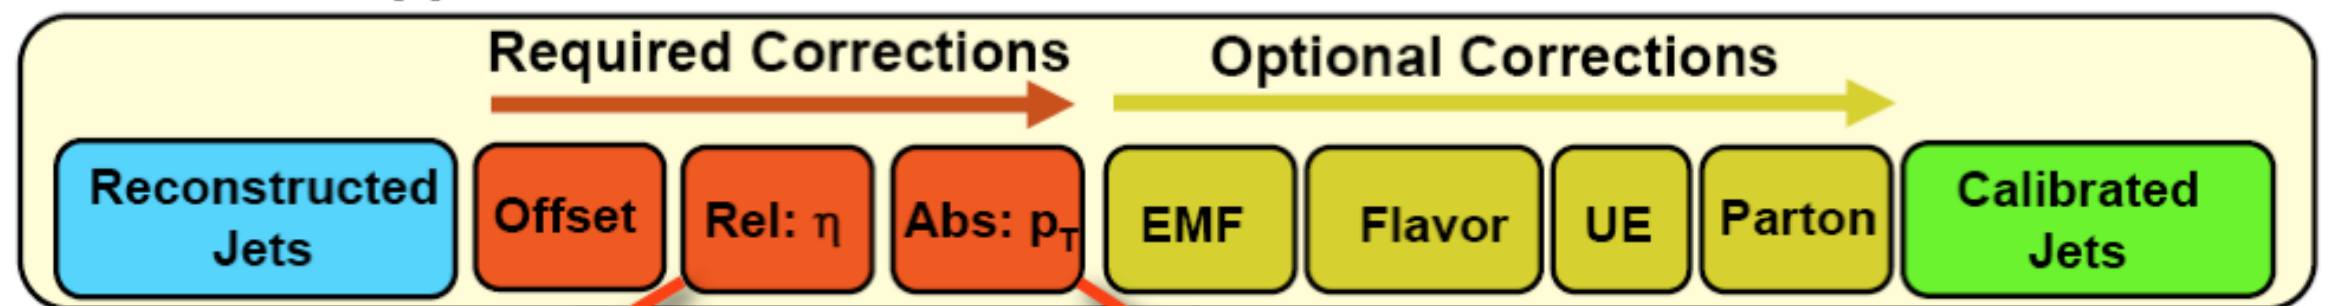 Required Corrections
Optional Corrections
Reconstructed
Jets
Offset
Rel: η
Abs: pT
EMF
Flavor
UE
Parton
Calibrated
Jets